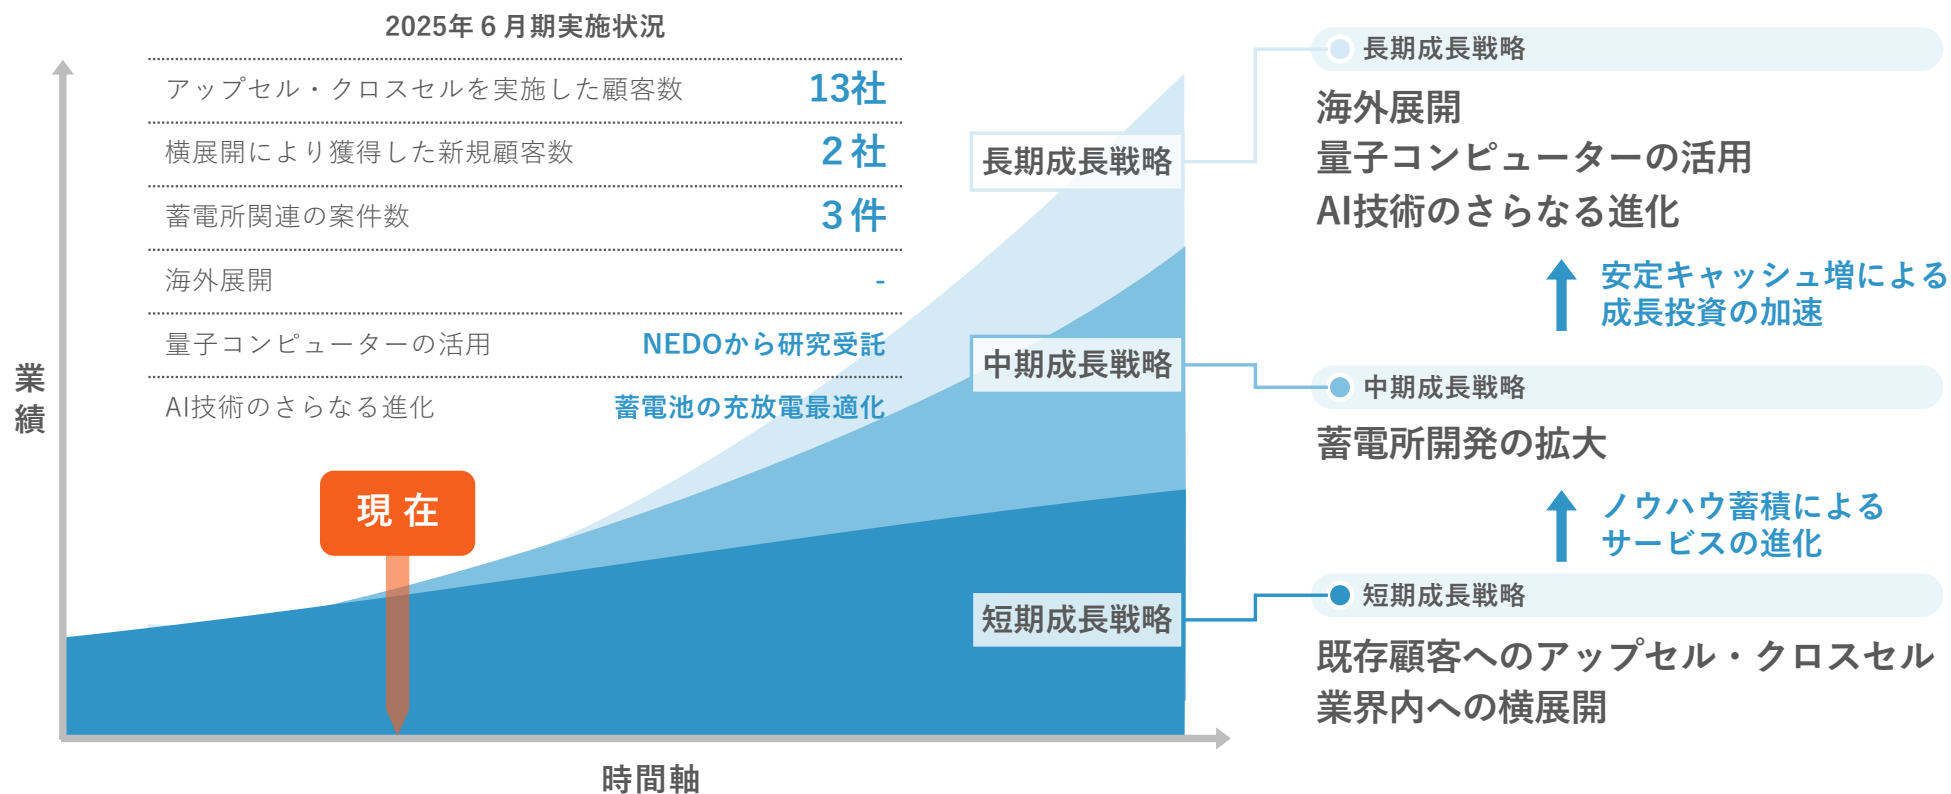 2025年６月期実施状況
アップセル・クロスセルを実施した顧客数 13社
横展開により獲得した新規顧客数 2社
蓄電所関連の案件数 3件
海外展開 -
量子コンピューターの活用 NEDOから研究受託
AI技術のさらなる進化 蓄電池の充放電最適化
業績
現在
時間軸
長期成長戦略
中期成長戦略
短期成長戦略
長期成長戦略
海外展開
量子コンピューターの活用
AI技術のさらなる進化
安定キャッシュ増による
成長投資の加速
中期成長戦略
蓄電所開発の拡大
ノウハウ蓄積による
サービスの進化
短期成長戦略
既存顧客へのアップセル・クロスセル
業界内への横展開